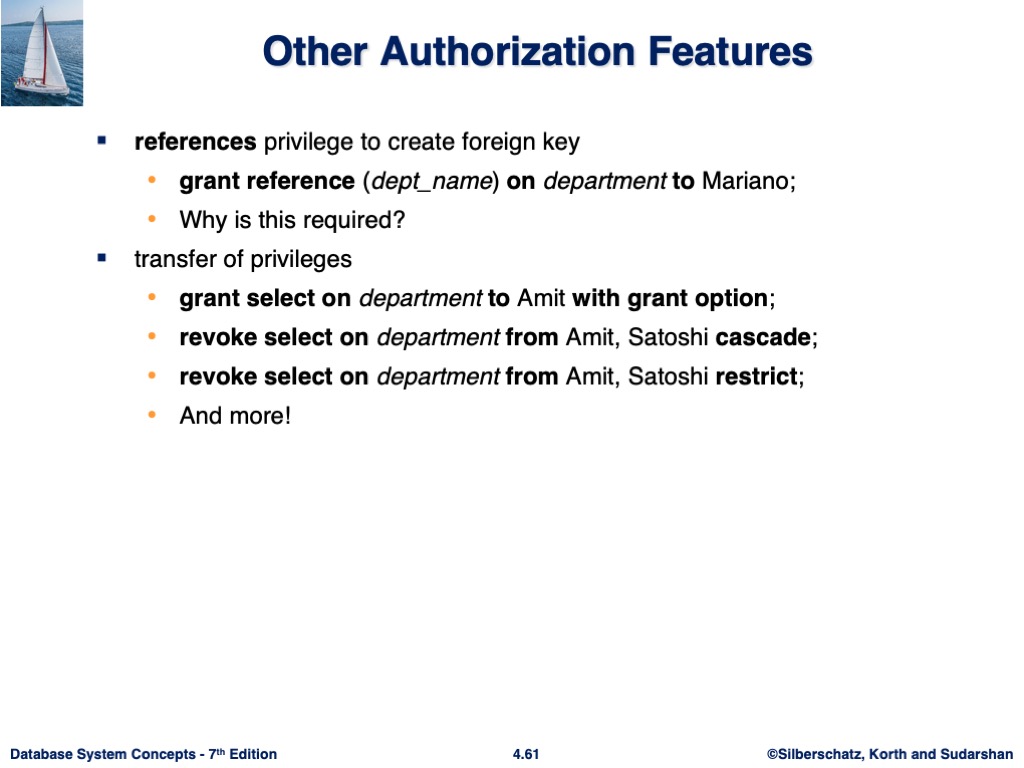 Other Authorization Features
▪ references privilege to create foreign key
• grant reference (dept_name) on department to Mariano;
• Why is this required?
▪ transfer of privileges
• grant select on department to Amit with grant option;
• revoke select on department from Amit, Satoshi cascade;
• revoke select on department from Amit, Satoshi restrict;
• And more!
Database System Concepts - 7th Edition
4.61
©Silberschatz, Korth and Sudarshan